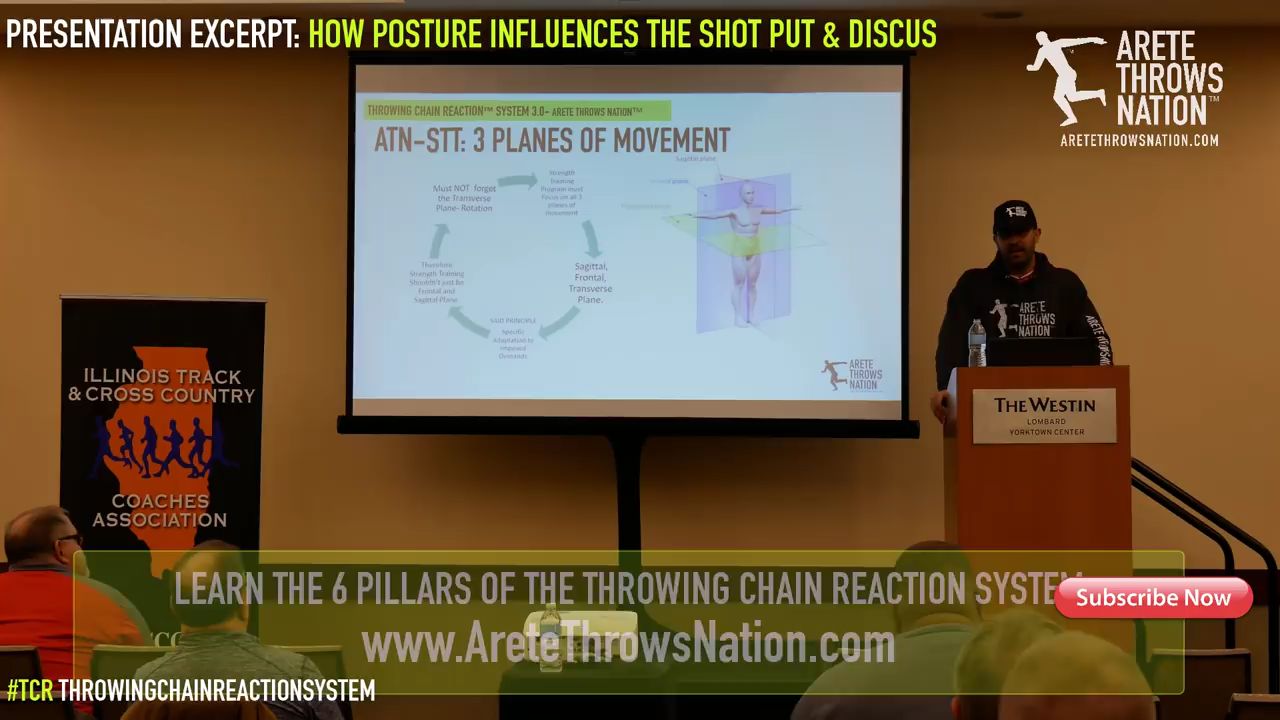 PRESENTATION EXCERPT: HOW POSTURE INFLUENCES THE SHOT PUT & DISCUS
ARETE
THROWS
NATION™
ARETETHROWSNATION.COM
THROWING CHAIN REACTION™ SYSTEM 3.0- ARETE THROWS NATION™
ATN-STT: 3 PLANES OF MOVEMENT
Sagittal plane
Strength
Training
Program must
Focus on all 3
planes of
movement
Must NOT forget
the Transverse
Plane- Rotation
Sagittal,
Frontal,
Transverse
Plane.
Therefore
Strength Training
Shouldn't just be
Frontal and
Sagittal Plane.
SAID PRINCIPLE
Specific
Adaptation to
Imposed
Demands
ARETE
THROWS
NATION
ARETE
THROWS
NATION
ARETE
THE WESTIN
LOMBARD
YORKTOWN CENTER
ILLINOIS TRACK
& CROSS COUNTRY
COACHES
ASSOCIATION
LEARN THE 6 PILLARS OF THE THROWING CHAIN REACTION SYSTEM
Subscribe Now
www.AreteThrowsNation.com
#TCR THROWINGCHAINREACTIONSYSTEM